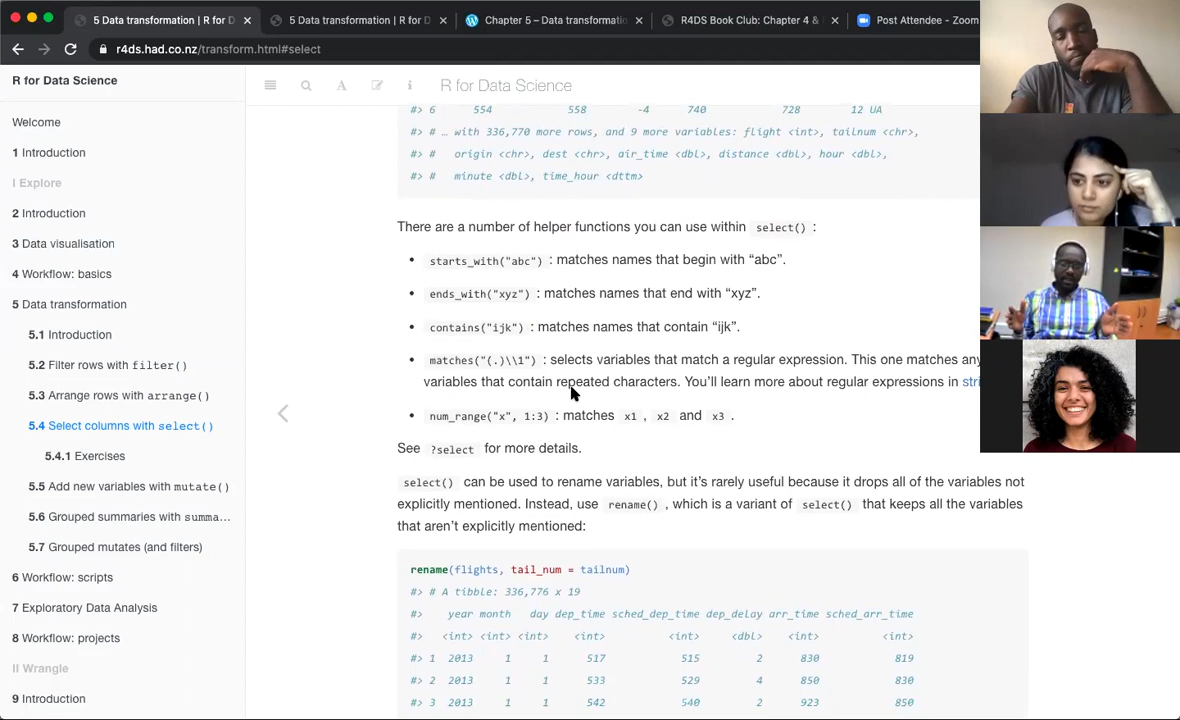 5 Data transformation | R for D
5 Data transformation | R for D
Chapter 5 – Data transformatio
R4DS Book Club: Chapter 4 &
Post Attendee - Zoom
r4ds.had.co.nz/transform.html#select
R for Data Science
Welcome
1 Introduction
I Explore
2 Introduction
3 Data visualisation
4 Workflow: basics
5 Data transformation
5.1 Introduction
5.2 Filter rows with filter()
5.3 Arrange rows with arrange()
5.4 Select columns with select()
5.4.1 Exercises
5.5 Add new variables with mutate()
5.6 Grouped summaries with summa…
5.7 Grouped mutates (and filters)
6 Workflow: scripts
7 Exploratory Data Analysis
8 Workflow: projects
II Wrangle
9 Introduction
R for Data Science
#> 6 554 558 -4 740 728 12 UA
#> # … with 336,770 more rows, and 9 more variables: flight <int>, tailnum <chr>,
#> # origin <chr>, dest <chr>, air_time <dbl>, distance <dbl>, hour <dbl>,
#> # minute <dbl>, time_hour <dttm>
There are a number of helper functions you can use within select() :
• starts_with("abc") : matches names that begin with “abc”.
• ends_with("xyz") : matches names that end with “xyz”.
• contains("ijk") : matches names that contain “ijk”.
• matches("(.)\\1") : selects variables that match a regular expression. This one matches any
variables that contain repeated characters. You’ll learn more about regular expressions in stri
• num_range("x", 1:3) : matches x1 , x2 and x3 .
See ?select for more details.
select() can be used to rename variables, but it’s rarely useful because it drops all of the variables not
explicitly mentioned. Instead, use rename() , which is a variant of select() that keeps all the variables
that aren’t explicitly mentioned:
rename(flights, tail_num = tailnum)
#> # A tibble: 336,776 x 19
#> year month day dep_time sched_dep_time dep_delay arr_time sched_arr_time
#> <int> <int> <int> <int> <int> <dbl> <int> <int>
#> 1 2013 1 1 517 515 2 830 819
#> 2 2013 1 1 533 529 4 850 830
#> 3 2013 1 1 542 540 2 923 850